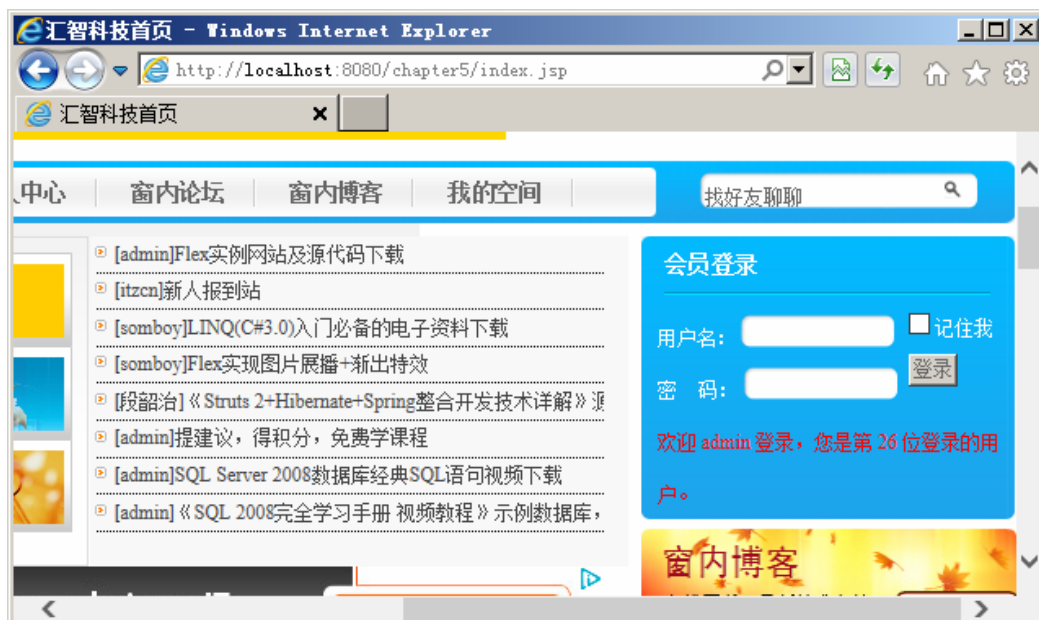 汇智科技首页 - Windows Internet Explorer
http://localhost:8080/chapter5/index.jsp
汇智科技首页
中心 窗内论坛 窗内博客 我的空间
找好友聊聊
[admin]Flex实例网站及源代码下载
[itzcn]新人报到站
[somboy]LINQ(C#3.0)入门必备的电子资料下载
[somboy]Flex实现图片展播+渐出特效
[段韶治]《Struts 2+Hibernate+Spring整合开发技术详解》源
[admin]提建议，得积分，免费学课程
[admin]SQL Server 2008数据库经典SQL语句视频下载
[admin]《SQL 2008完全学习手册 视频教程》示例数据库，
会员登录
用户名： 记住我
密 码： 登录
欢迎 admin 登录，您是第 26 位登录的用
户。
窗内博客